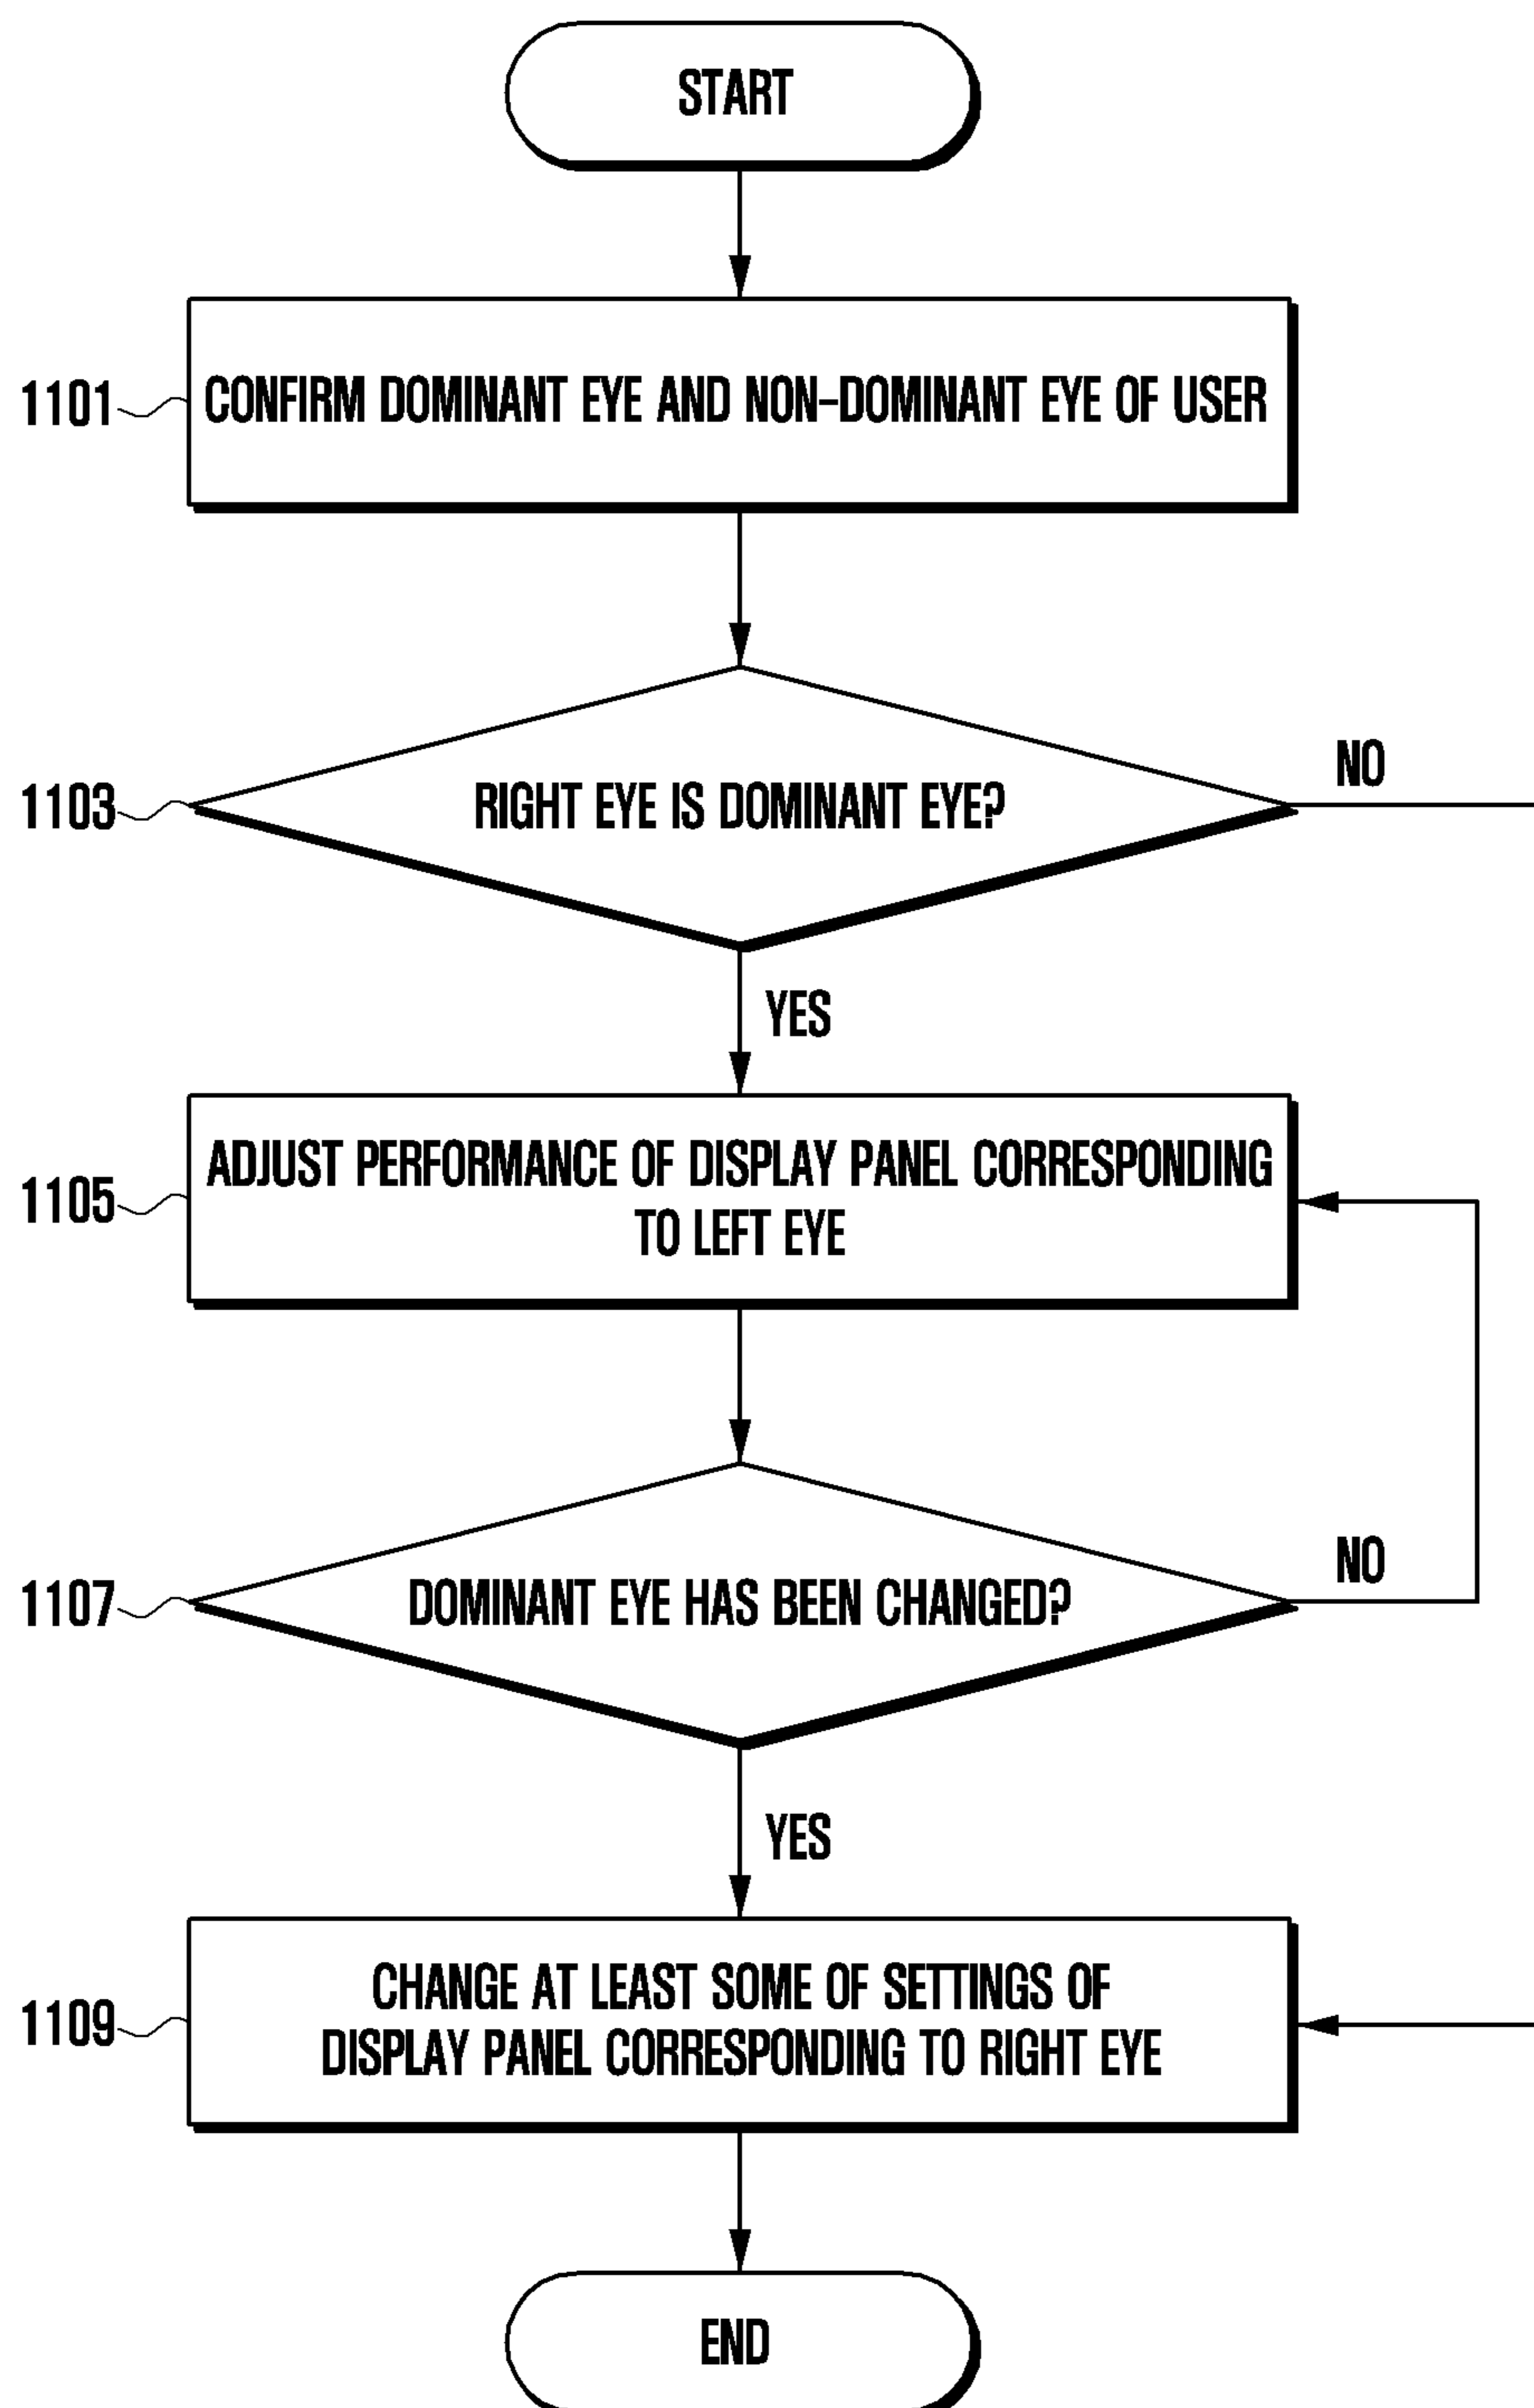 START
1101
CONFIRM DOMINANT EYE AND NON-DOMINANT EYE OF USER
1103
RIGHT EYE IS DOMINANT EYE?
NO
YES
1105
ADJUST PERFORMANCE OF DISPLAY PANEL CORRESPONDING
TO LEFT EYE
1107
DOMINANT EYE HAS BEEN CHANGED?
NO
YES
1109
CHANGE AT LEAST SOME OF SETTINGS OF
DISPLAY PANEL CORRESPONDING TO RIGHT EYE
END